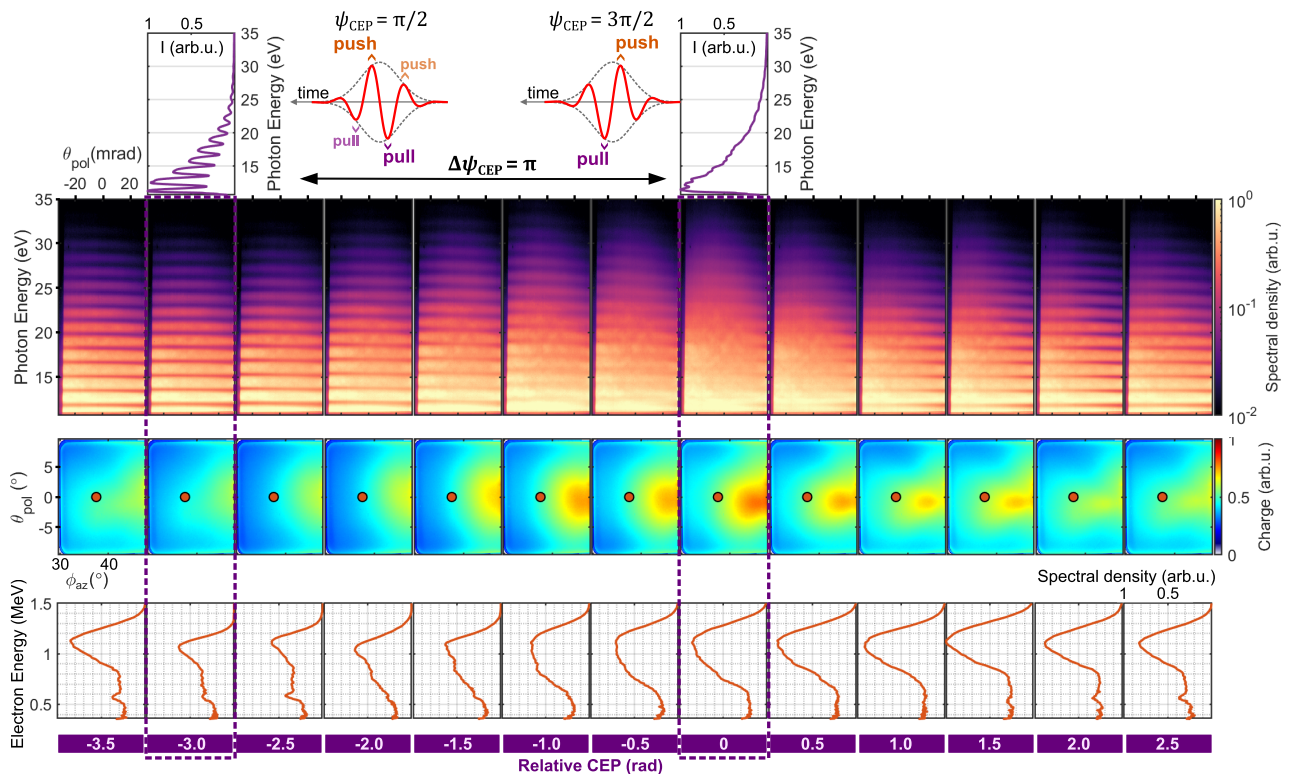 1 0.5
I (arb.u.)
35
30
25
20
15
Photon Energy (eV)
ψCEP = π/2
push
push
time
pull
pull
ψCEP = 3π/2
push
time
pull
ΔψCEP = π
1 0.5
I (arb.u.)
35
30
25
20
15
Photon Energy (eV)
θpol(mrad)
-20 0 20
Photon Energy (eV)
35
30
25
20
15
10^0
10^-1
10^-2
Spectral density (arb.u.)
θpol (°)
5
0
-5
30 40
ϕaz(°)
1
0.5
0
Charge (arb.u.)
Spectral density (arb.u.)
1 0.5
Electron Energy (MeV)
1.5
1
0.5
-3.5 -3.0 -2.5 -2.0 -1.5 -1.0 -0.5 0 0.5 1.0 1.5 2.0 2.5
Relative CEP (rad)